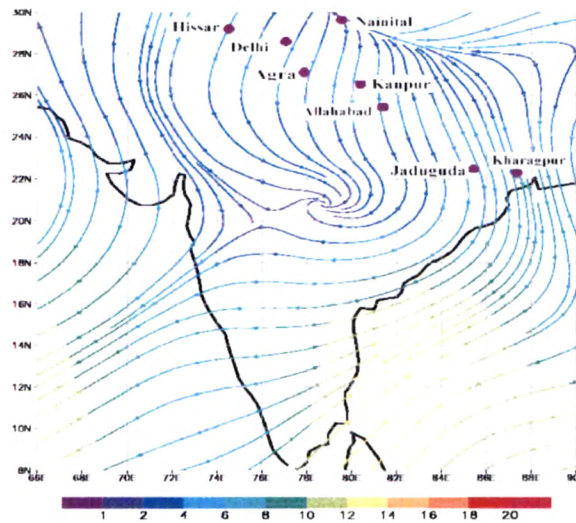 30N
28N
26N
24N
22N
20N
18N
16N
14N
12N
10N
8N
Hissar
Nainital
Delhi
Agra
Kanpur
Allahabad
Jaduguda
Kharagpur
66E 68E 70E 72E 74E 76E 78E 80E 82E 84E 86E 88E 90E
1 2 4 6 8 10 12 14 16 18 20